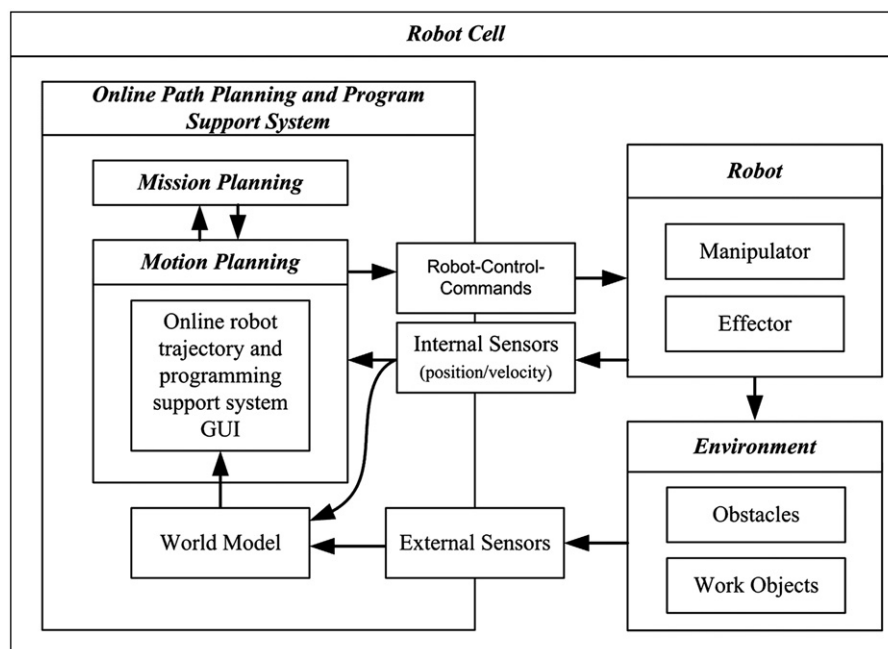 Robot Cell
Online Path Planning and Program
Support System
Mission Planning
Motion Planning
Online robot
trajectory and
programming
support system
GUI
World Model
Robot-Control-
Commands
Internal Sensors
(position/velocity)
External Sensors
Robot
Manipulator
Effector
Environment
Obstacles
Work Objects